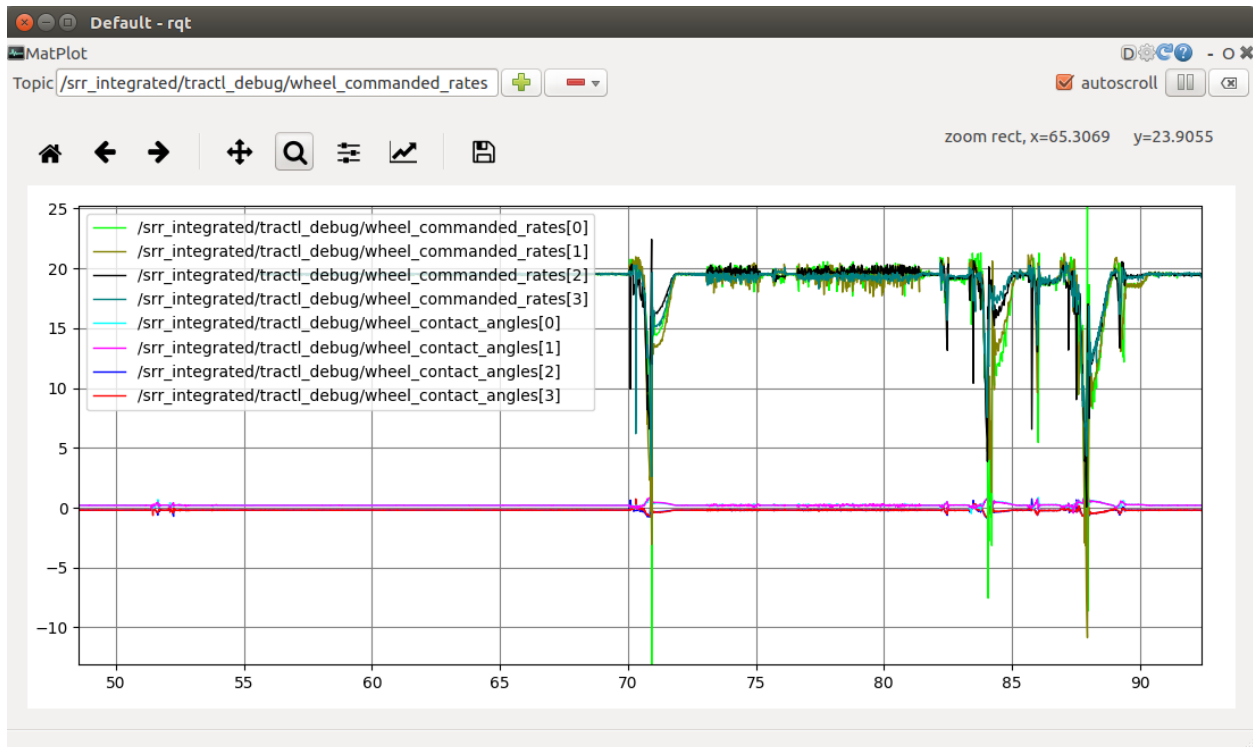 Default - rqt
MatPlot
D - O
Topic /srr_integrated/tractl_debug/wheel_commanded_rates autoscroll
zoom rect, x=65.3069 y=23.9055
/srr_integrated/tractl_debug/wheel_commanded_rates[0]
/srr_integrated/tractl_debug/wheel_commanded_rates[1]
/srr_integrated/tractl_debug/wheel_commanded_rates[2]
/srr_integrated/tractl_debug/wheel_commanded_rates[3]
/srr_integrated/tractl_debug/wheel_contact_angles[0]
/srr_integrated/tractl_debug/wheel_contact_angles[1]
/srr_integrated/tractl_debug/wheel_contact_angles[2]
/srr_integrated/tractl_debug/wheel_contact_angles[3]
25
20
15
10
5
0
−5
−10
50 55 60 65 70 75 80 85 90